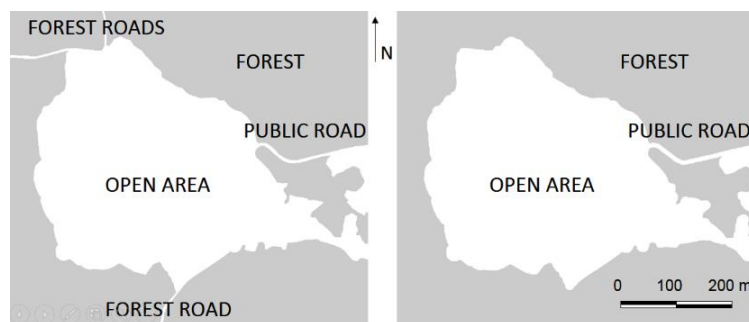 FOREST ROADS
FOREST
N
PUBLIC ROAD
OPEN AREA
FOREST ROAD
FOREST
PUBLIC ROAD
OPEN AREA
0 100 200 m